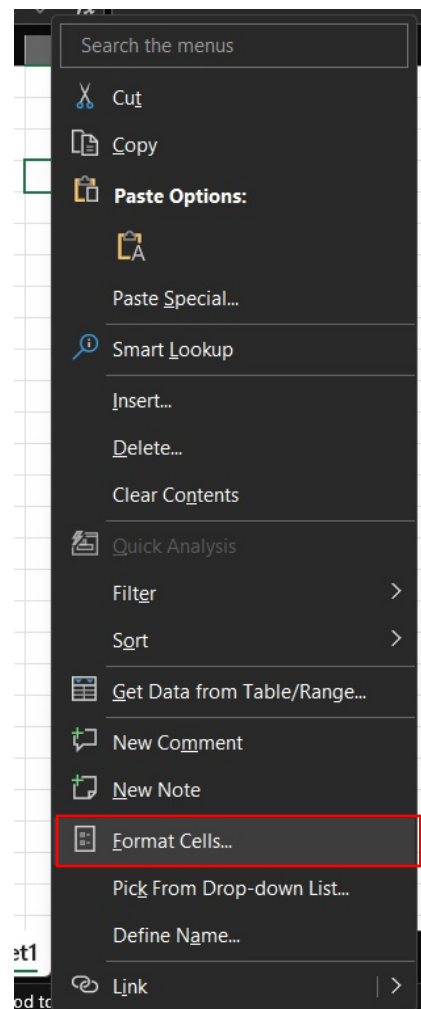 fx
Search the menus
Cut
Copy
Paste Options:
A
Paste Special...
Smart Lookup
Insert...
Delete...
Clear Contents
Quick Analysis
Filter
Sort
Get Data from Table/Range...
New Comment
New Note
Format Cells...
Pick From Drop-down List...
Define Name...
et1
Link
od to